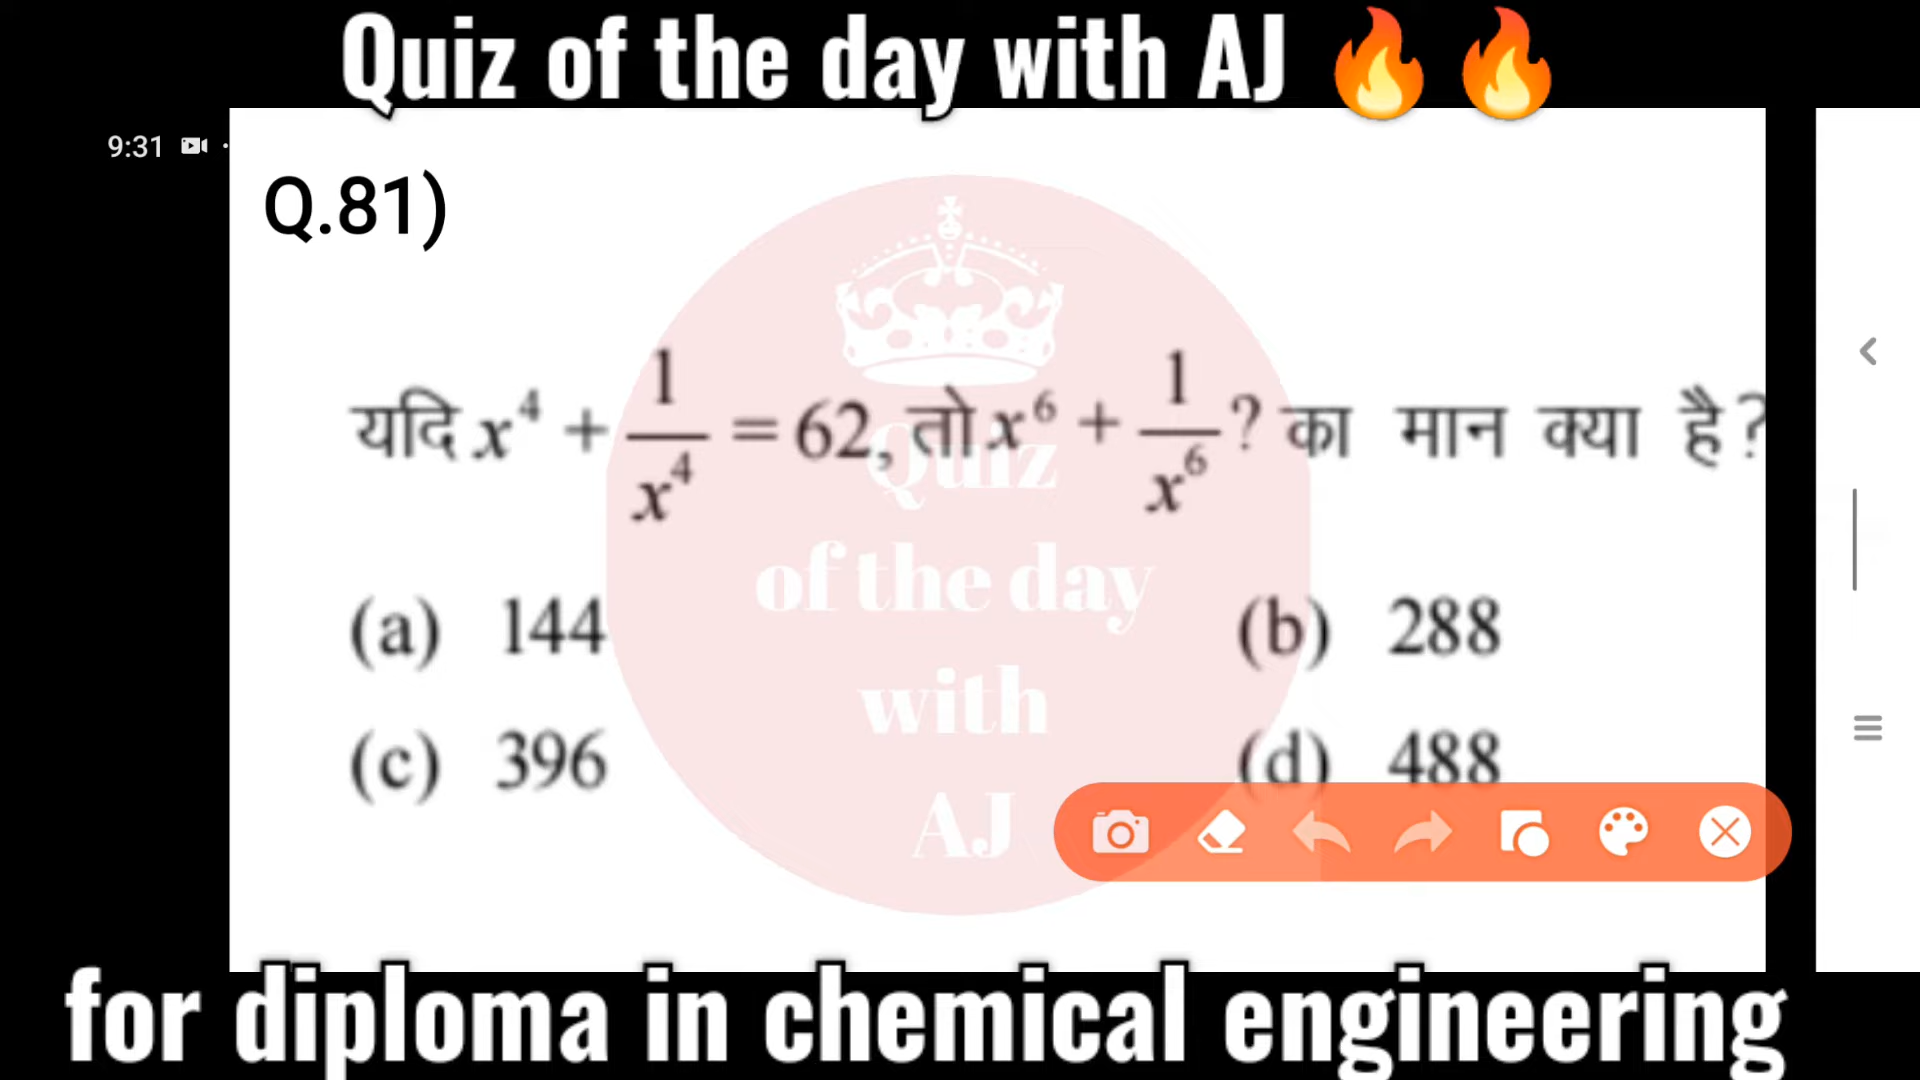 Quiz of the day with AJ 🔥🔥
9:31
Q.81)
यदि x⁴ + 1/x⁴ = 62, तो x⁶ + 1/x⁶ ? का मान क्या है?
(a) 144 (b) 288
(c) 396 (d) 488
Quiz
of the day
with
AJ
for diploma in chemical engineering